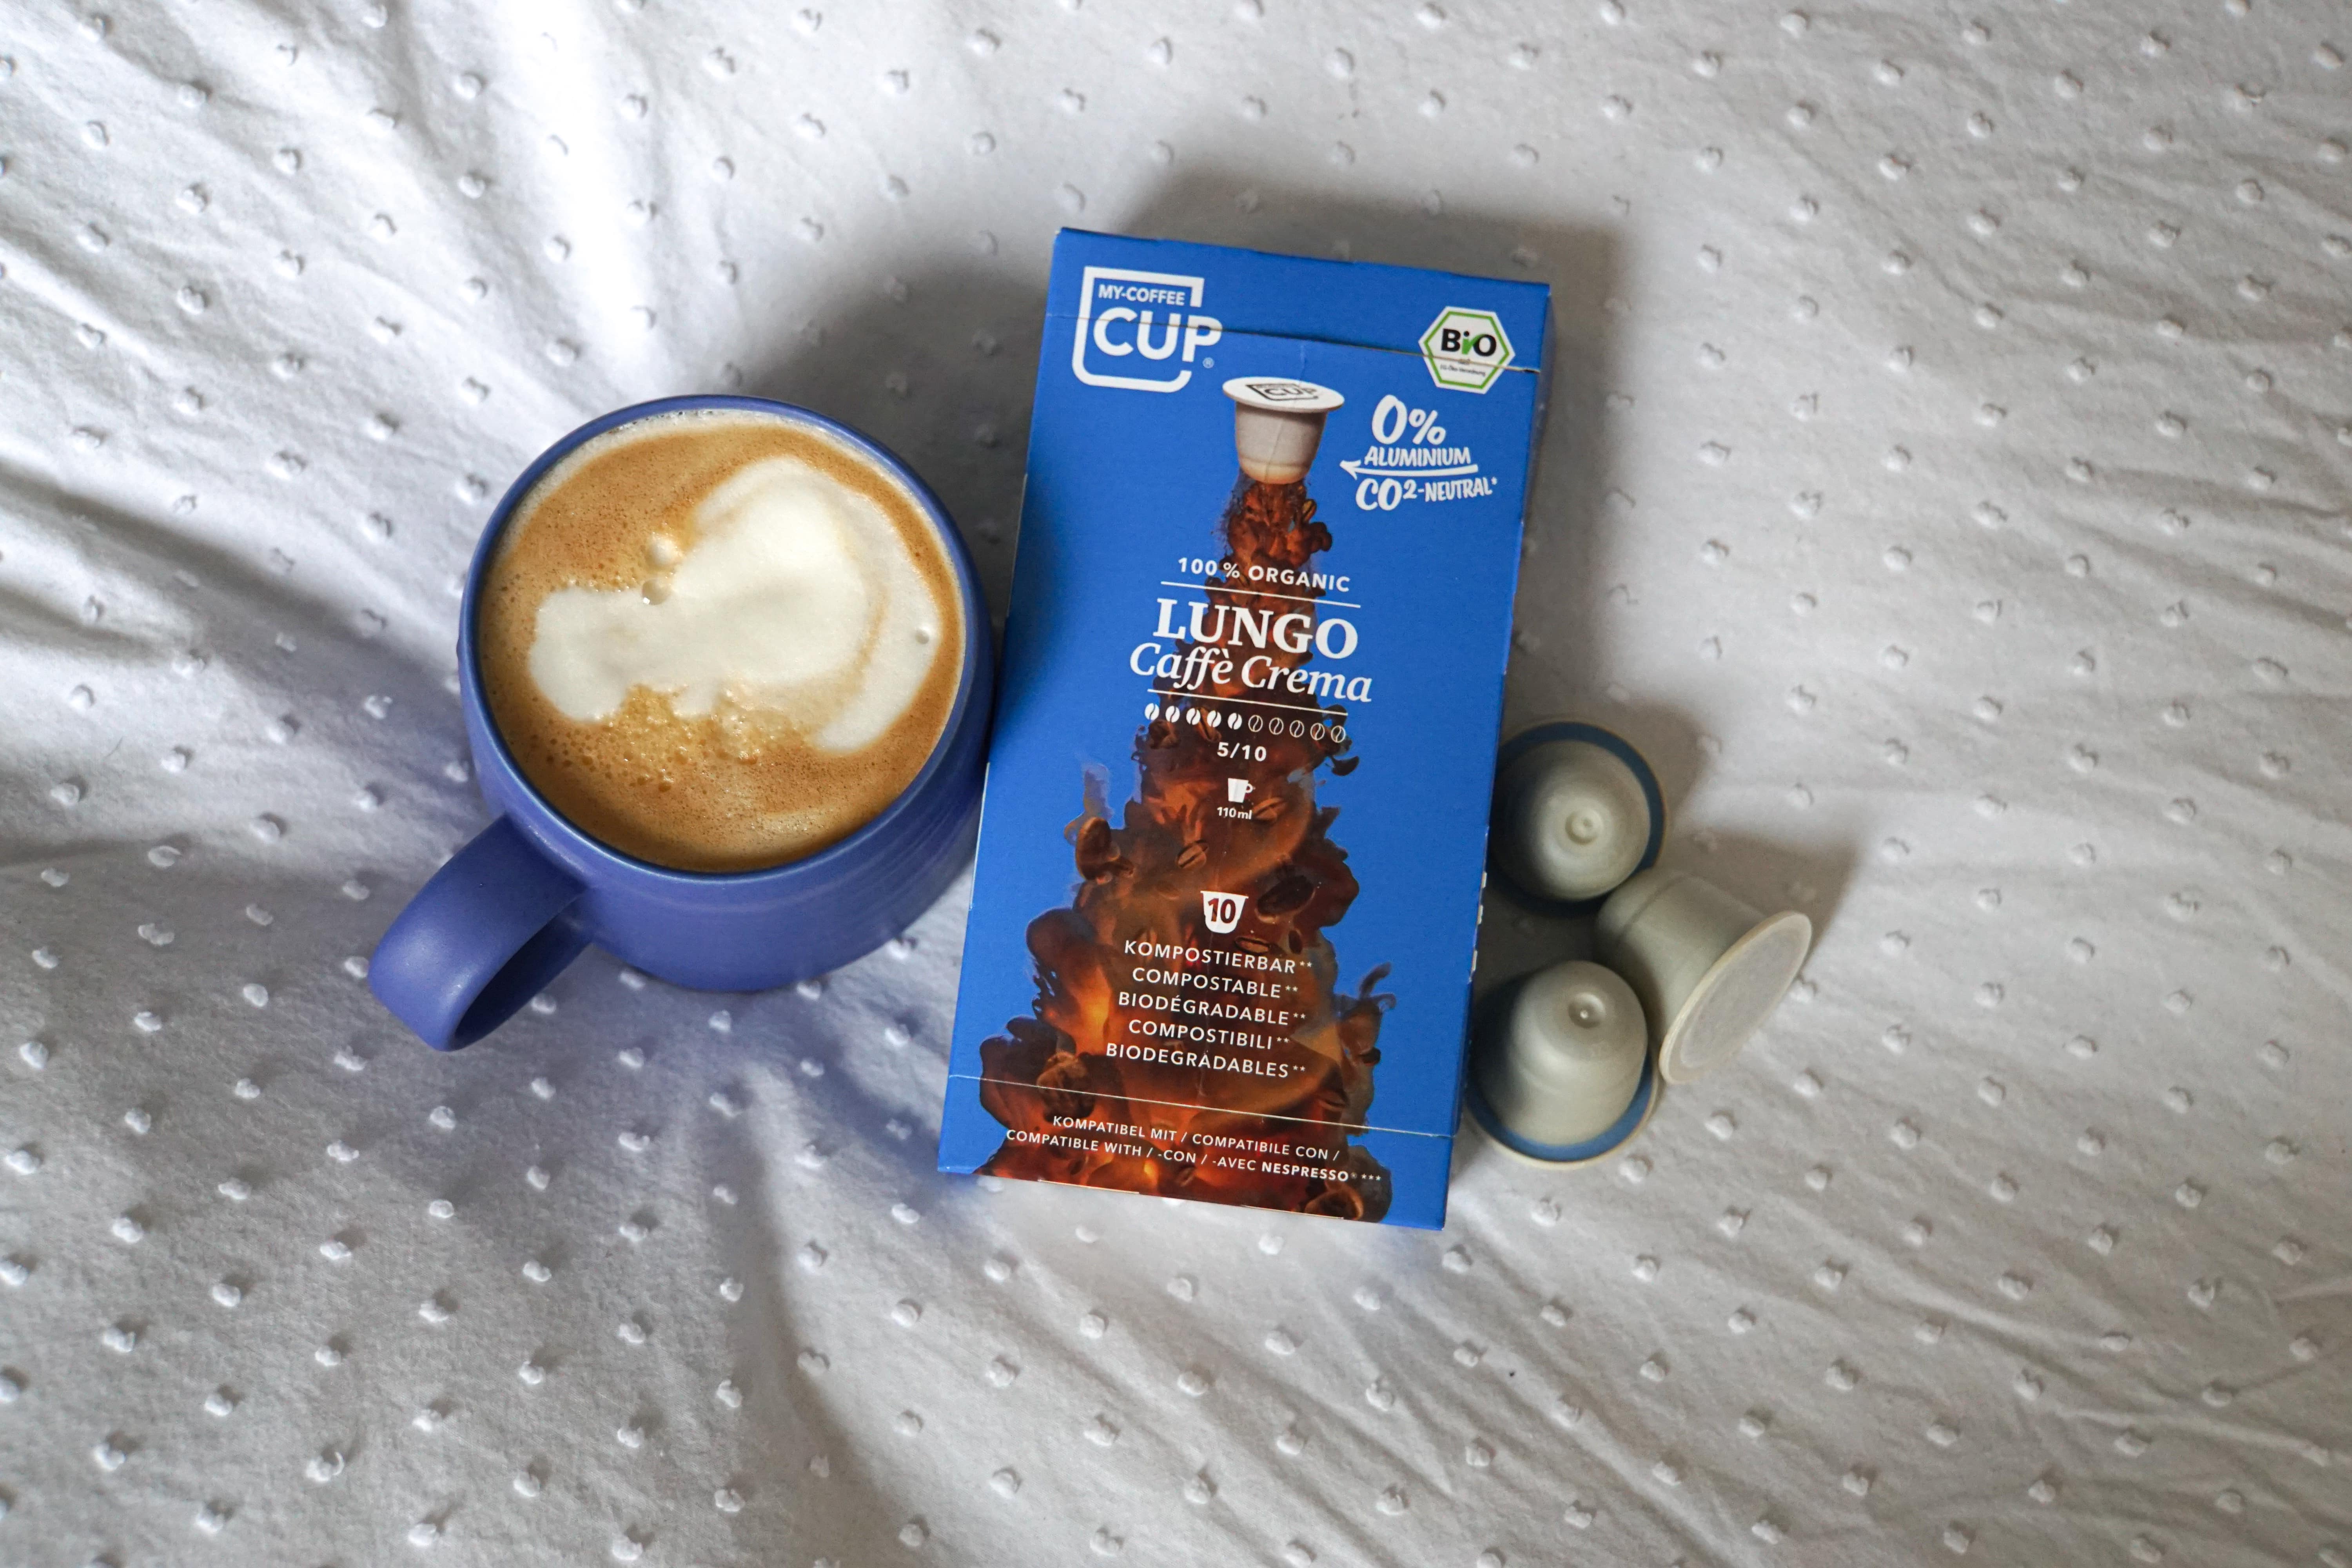 MY-COFFEE
CUP®
BiO
CUP
0%
ALUMINIUM
CO2-NEUTRAL*
100% ORGANIC
LUNGO
Caffè Crema
5/10
110ml
10
KOMPOSTIERBAR**
COMPOSTABLE**
BIODÉGRADABLE**
COMPOSTIBILI**
BIODEGRADABLES**
KOMPATIBEL MIT / COMPATIBILE CON /
COMPATIBLE WITH / -CON / -AVEC NESPRESSO® ***